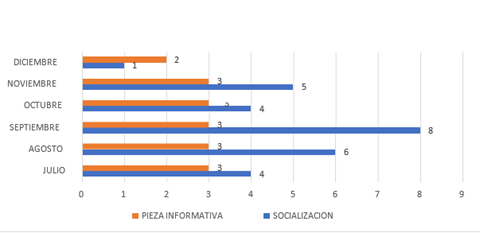 DICIEMBRE 2
1
NOVIEMBRE 3
5
OCTUBRE 3
4
SEPTIEMBRE 3
8
AGOSTO 3
6
JULIO 3
4
0 1 2 3 4 5 6 7 8 9
PIEZA INFORMATIVA SOCIALIZACION